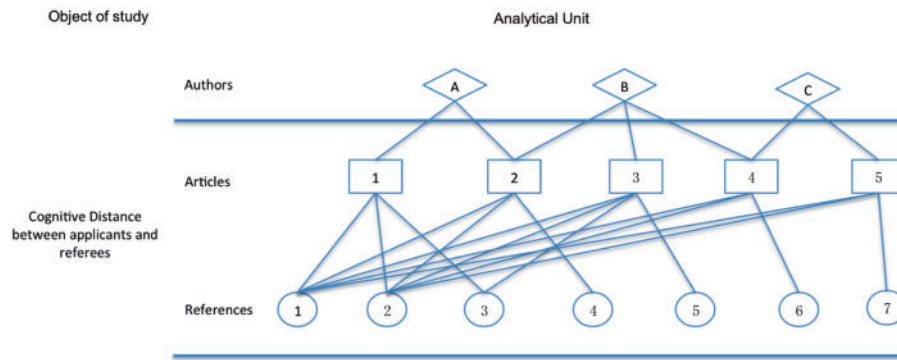 Object of study
Analytical Unit
Authors
A
B
C
Articles
1
2
3
4
5
Cognitive Distance
between applicants and
referees
References
1
2
3
4
5
6
7